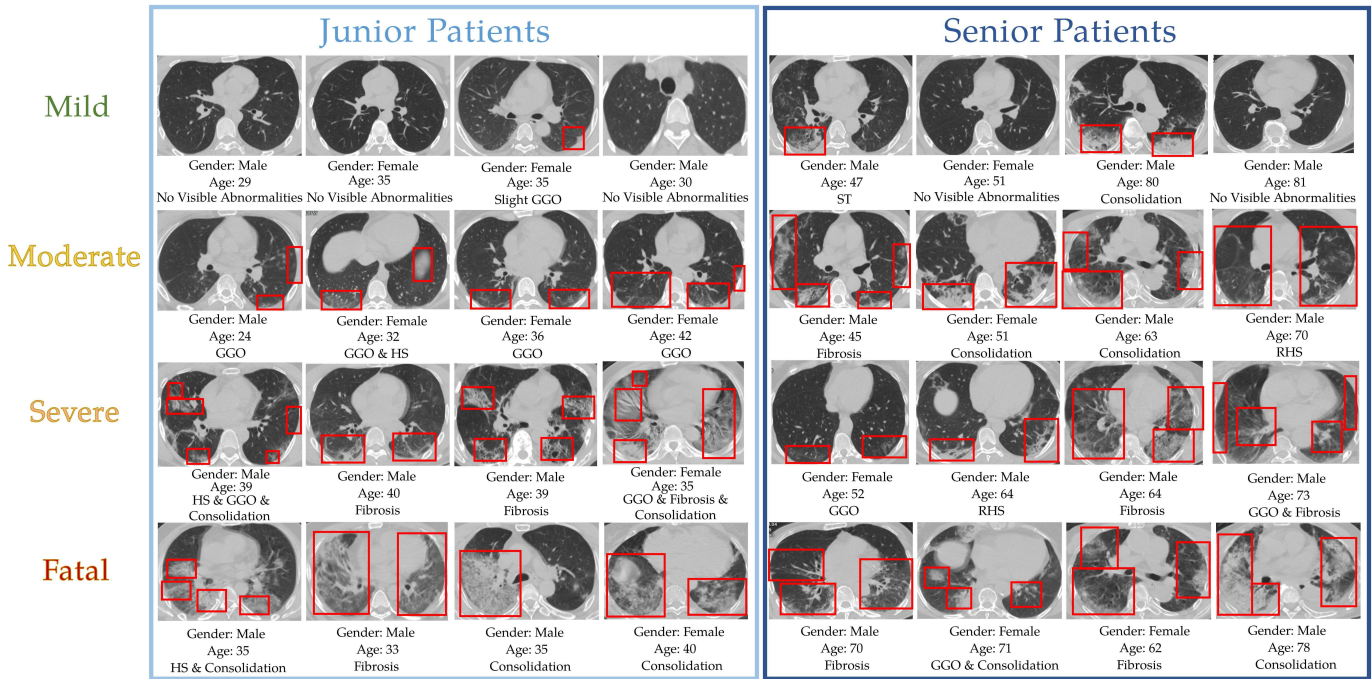 Junior Patients
Senior Patients
Mild
Gender: Male
Age: 29
No Visible Abnormalities
Gender: Female
Age: 35
No Visible Abnormalities
Gender: Female
Age: 35
Slight GGO
Gender: Male
Age: 30
No Visible Abnormalities
Gender: Male
Age: 47
ST
Gender: Female
Age: 51
No Visible Abnormalities
Gender: Male
Age: 80
Consolidation
Gender: Male
Age: 81
No Visible Abnormalities
Moderate
Gender: Male
Age: 24
GGO
Gender: Female
Age: 32
GGO & HS
Gender: Female
Age: 36
GGO
Gender: Female
Age: 42
GGO
Gender: Male
Age: 45
Fibrosis
Gender: Female
Age: 51
Consolidation
Gender: Male
Age: 63
Consolidation
Gender: Male
Age: 70
RHS
Severe
Gender: Male
Age: 39
HS & GGO &
Consolidation
Gender: Male
Age: 40
Fibrosis
Gender: Male
Age: 39
Fibrosis
Gender: Female
Age: 35
GGO & Fibrosis &
Consolidation
Gender: Female
Age: 52
GGO
Gender: Male
Age: 64
RHS
Gender: Male
Age: 64
Fibrosis
Gender: Male
Age: 73
GGO & Fibrosis
Fatal
Gender: Male
Age: 35
HS & Consolidation
Gender: Male
Age: 33
Fibrosis
Gender: Male
Age: 35
Consolidation
Gender: Female
Age: 40
Consolidation
Gender: Male
Age: 70
Fibrosis
Gender: Female
Age: 71
GGO & Consolidation
Gender: Female
Age: 62
Fibrosis
Gender: Male
Age: 78
Consolidation